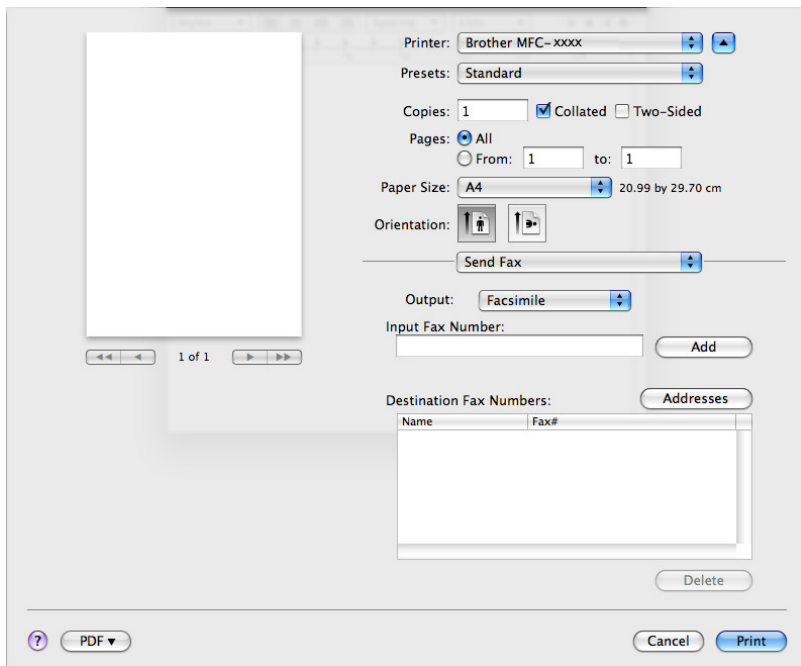 Printer: Brother MFC-xxxx
Presets: Standard
Copies: 1 Collated Two-Sided
Pages: All
From: 1 to: 1
Paper Size: A4 20.99 by 29.70 cm
Orientation:
Send Fax
Output: Facsimile
Input Fax Number:
Add
1 of 1
Destination Fax Numbers: Addresses
Name Fax#
Delete
? PDF Cancel Print